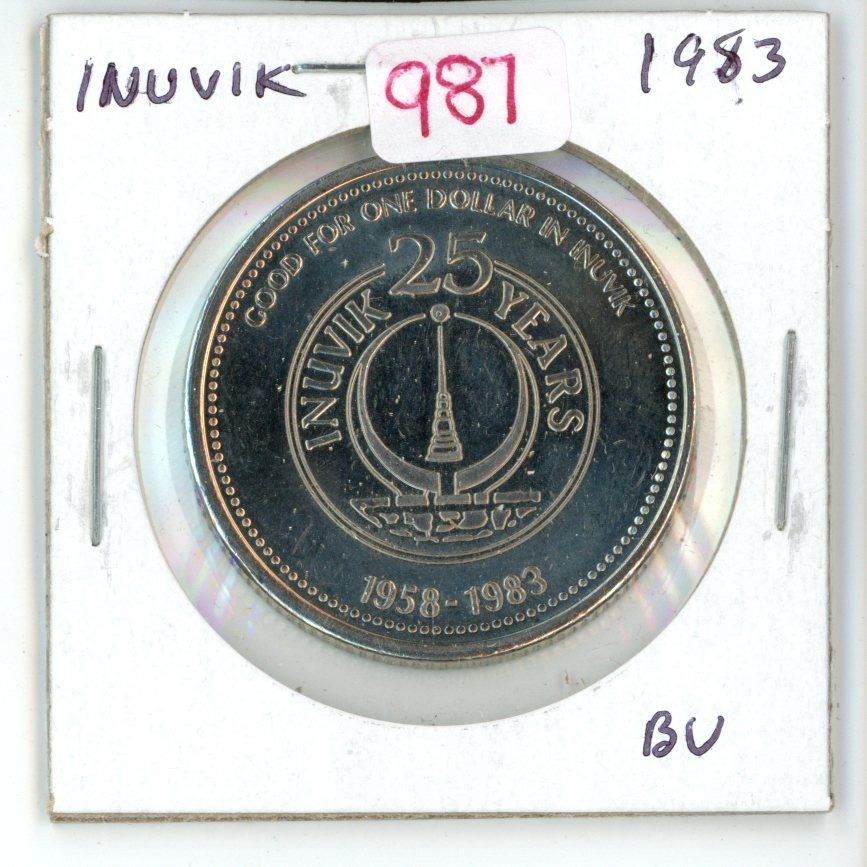 INUVIK
987
1983
GOOD FOR ONE DOLLAR IN INUVIK
25
INUVIK YEARS
1958-1983
BU